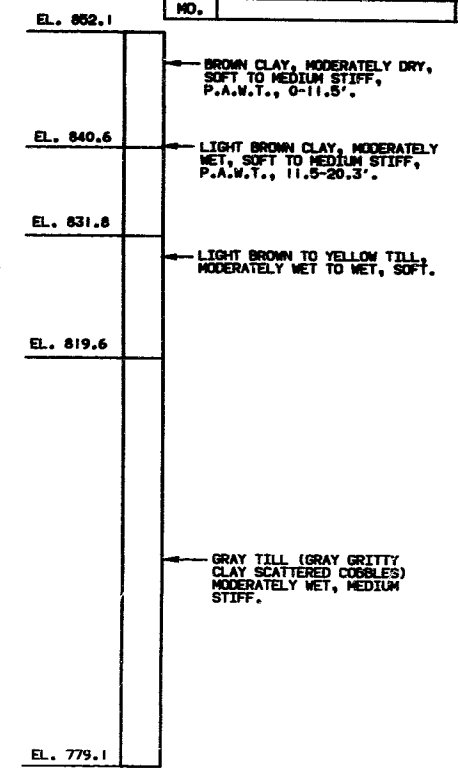 MO.
EL. 852.1
BROWN CLAY, MODERATELY DRY,
SOFT TO MEDIUM STIFF,
P.A.W.T., 0-11.5'.
EL. 840.6
LIGHT BROWN CLAY, MODERATELY
WET, SOFT TO MEDIUM STIFF,
P.A.W.T., 11.5-20.3'.
EL. 831.8
LIGHT BROWN TO YELLOW TILL,
MODERATELY WET TO WET, SOFT.
EL. 819.6
GRAY TILL (GRAY GRITTY
CLAY SCATTERED COBBLES)
MODERATELY WET, MEDIUM
STIFF.
EL. 779.1